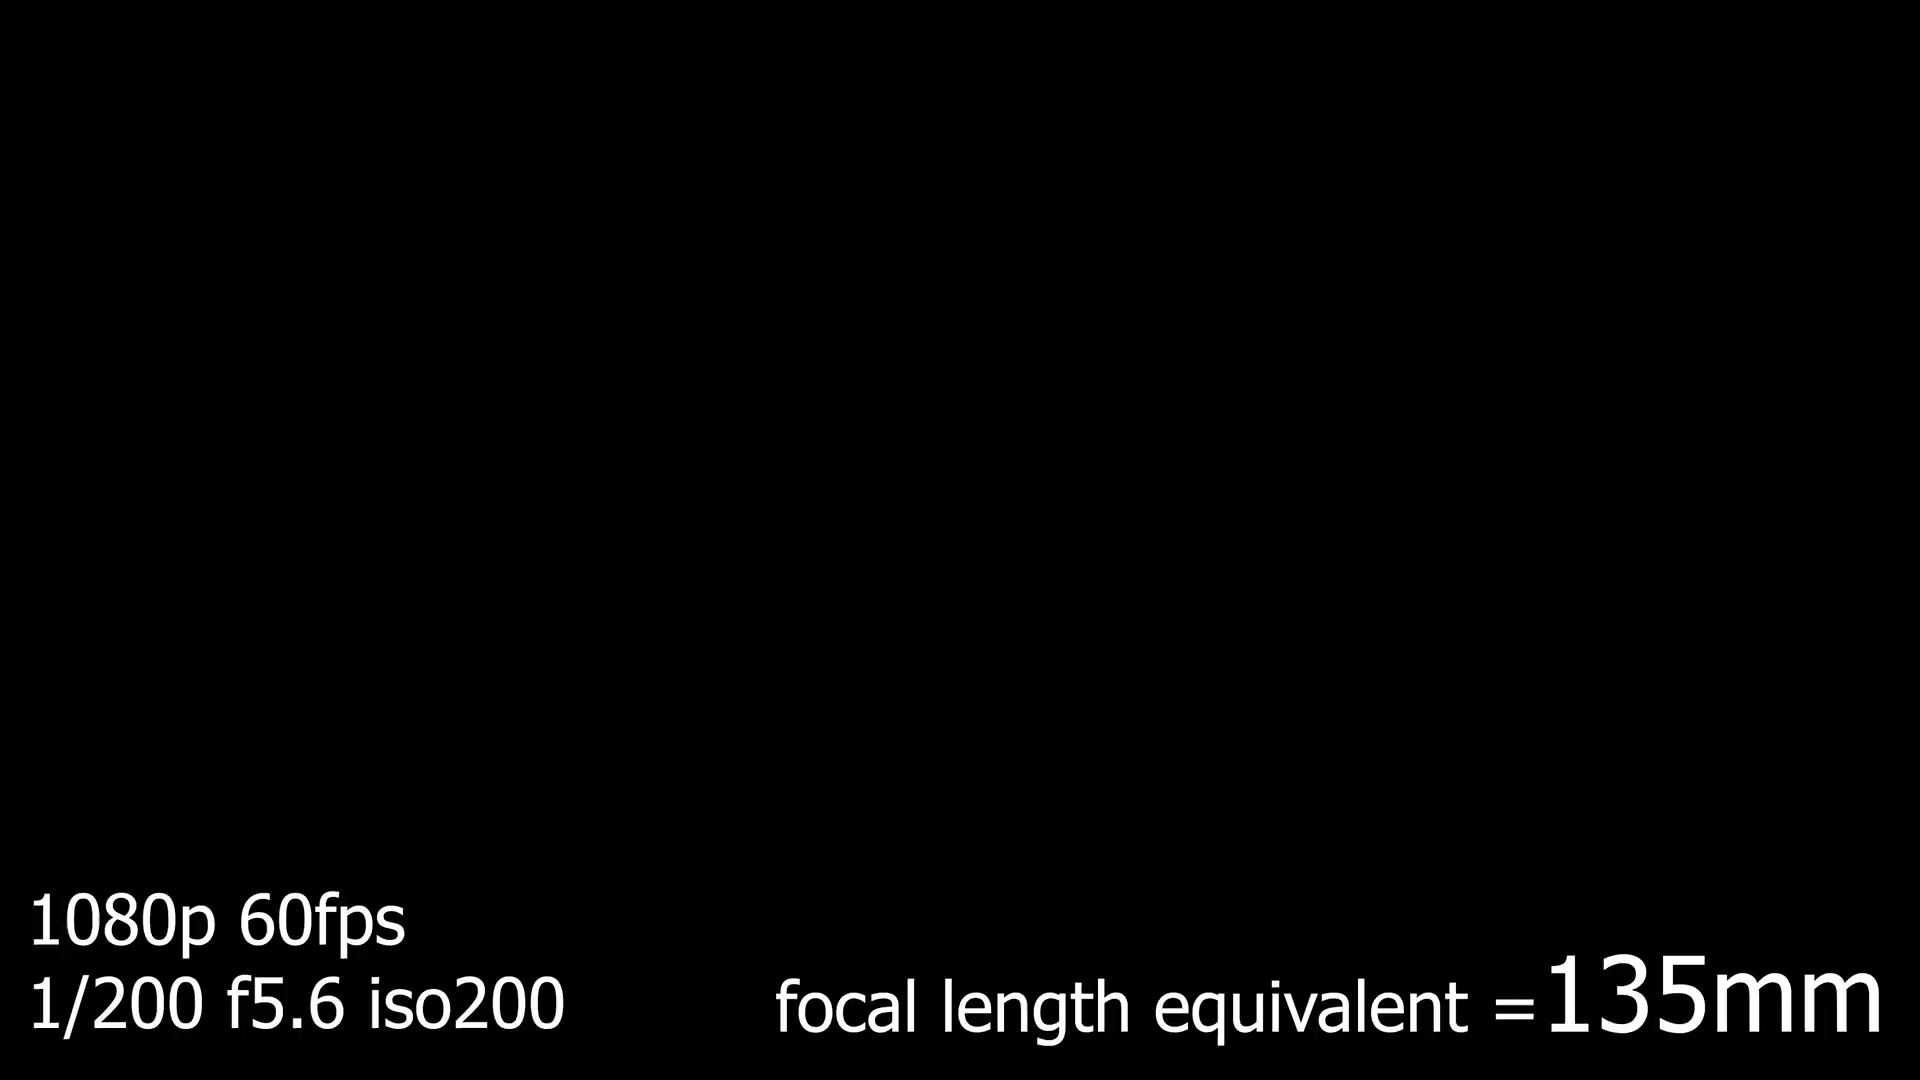 1080p 60fps
1/200 f5.6 iso200
focal length equivalent =135mm